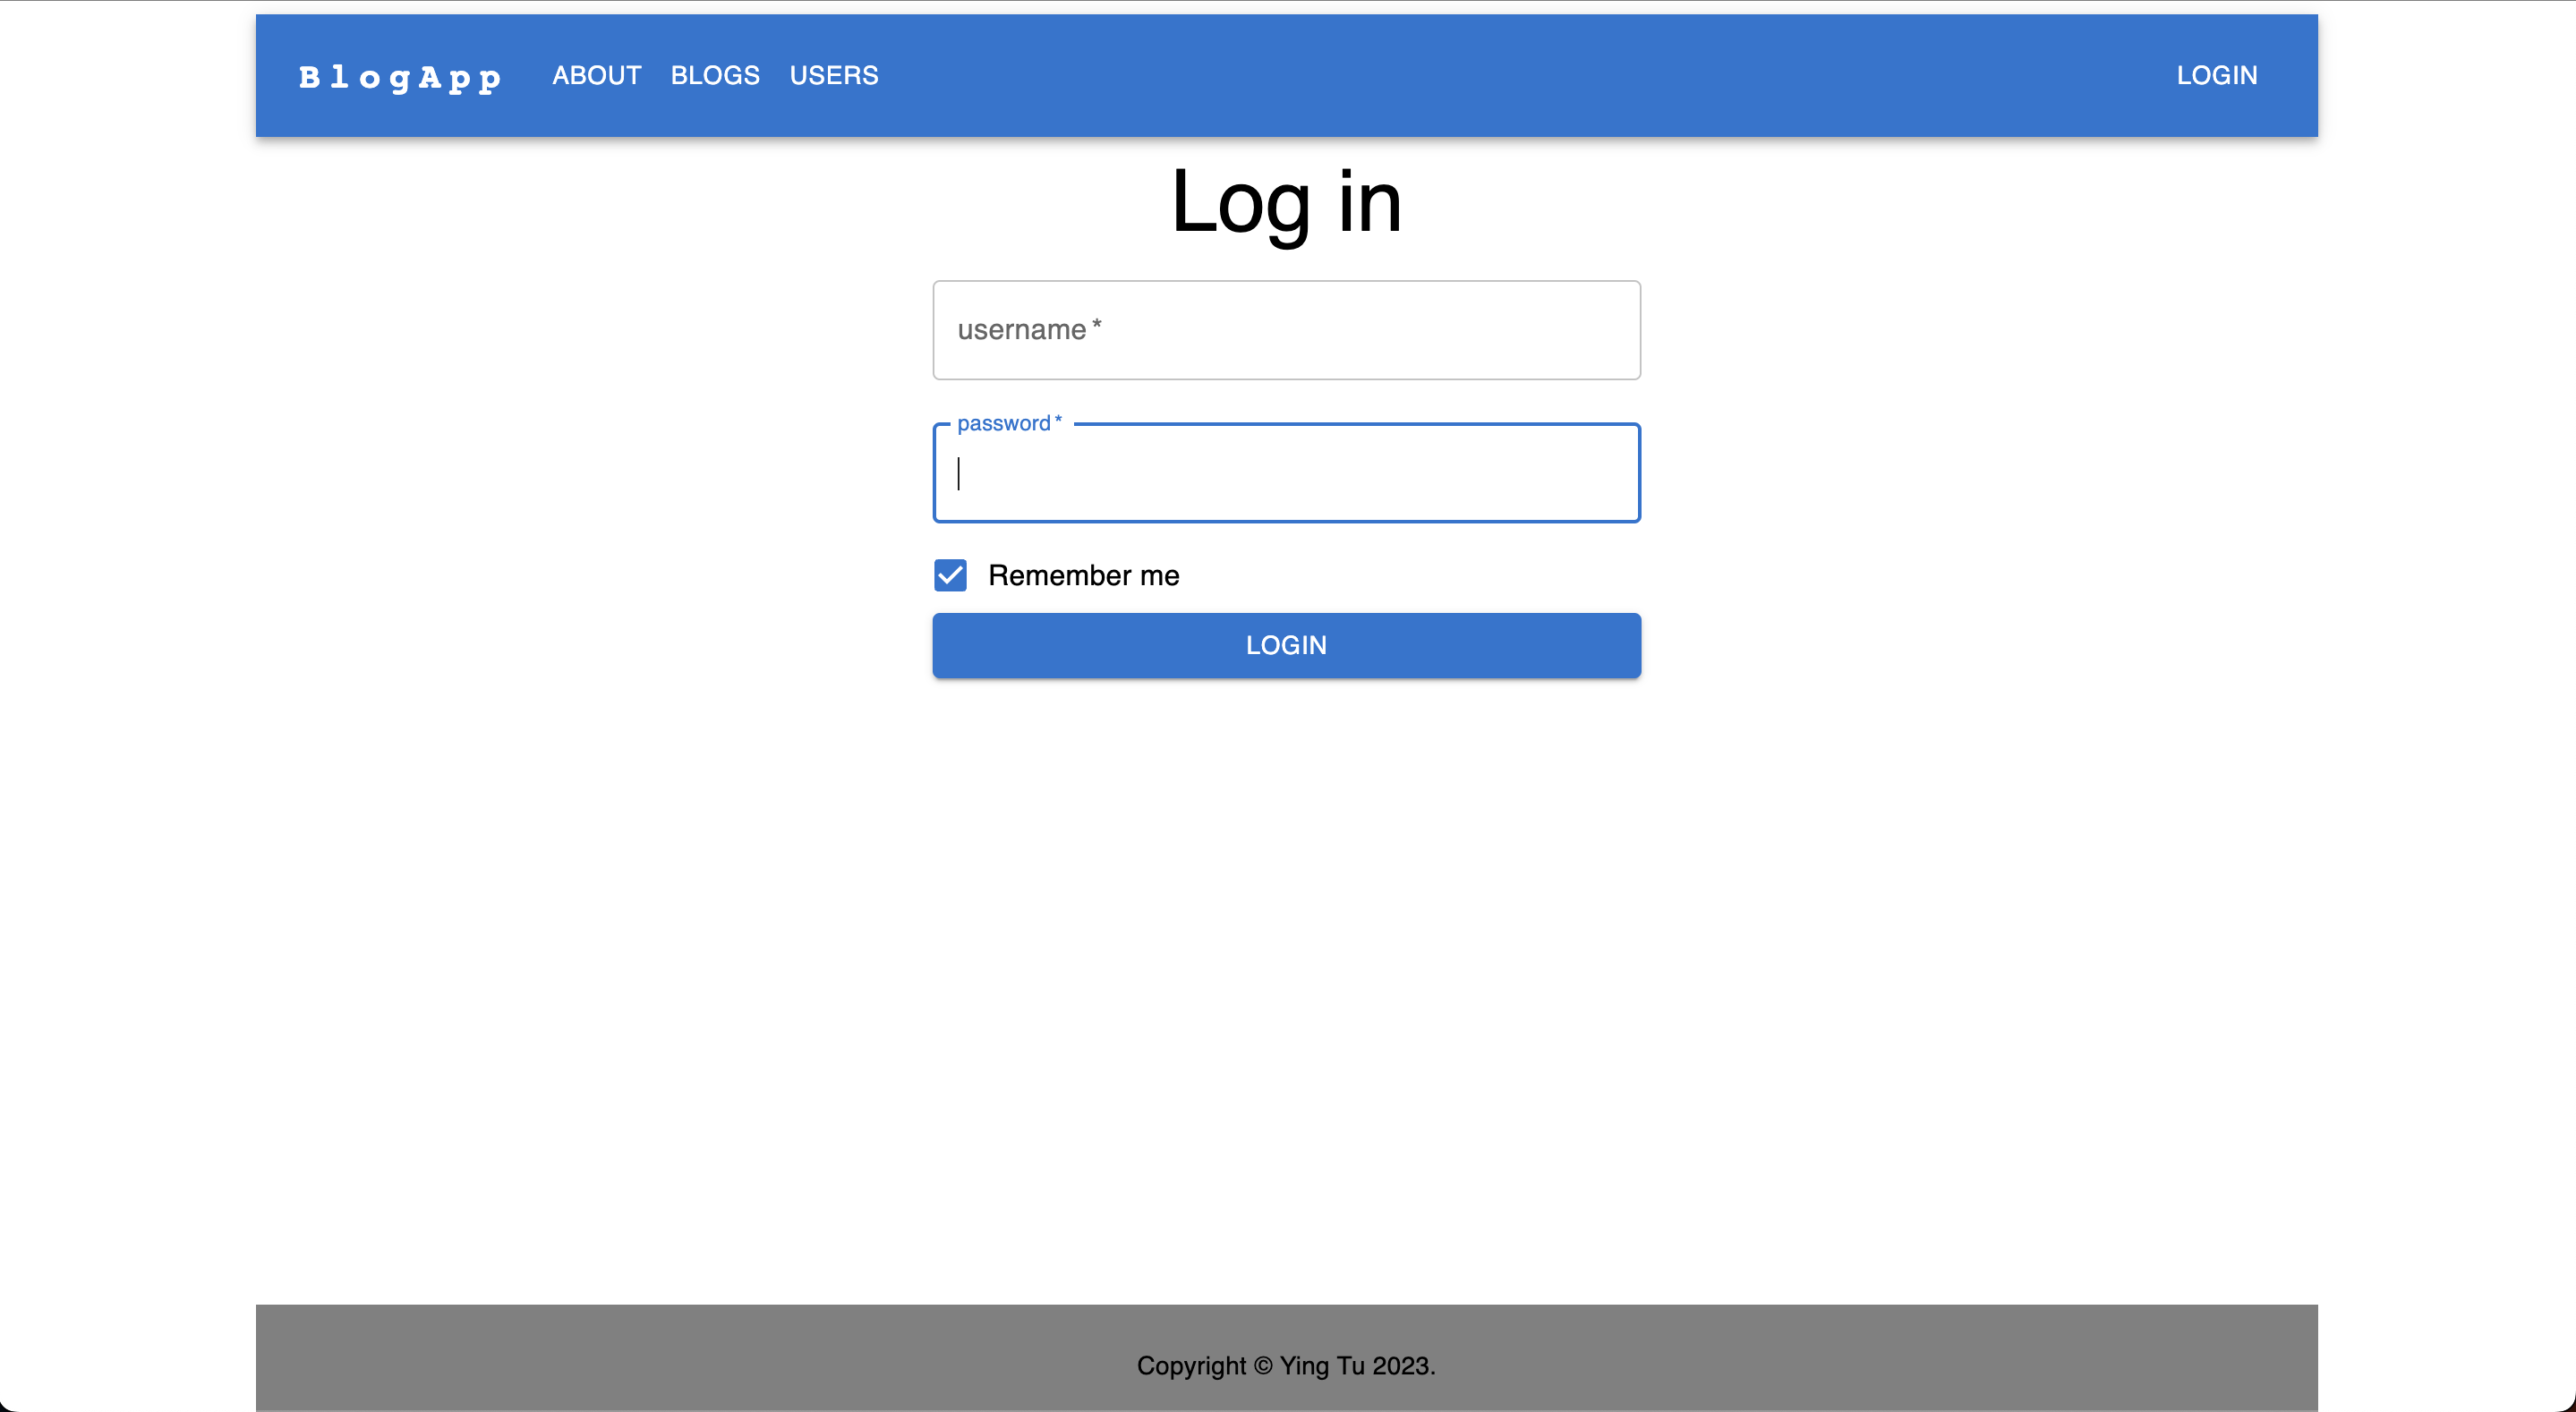 BlogApp ABOUT BLOGS USERS LOGIN
Log in
username *
password *
Remember me
LOGIN
Copyright © Ying Tu 2023.